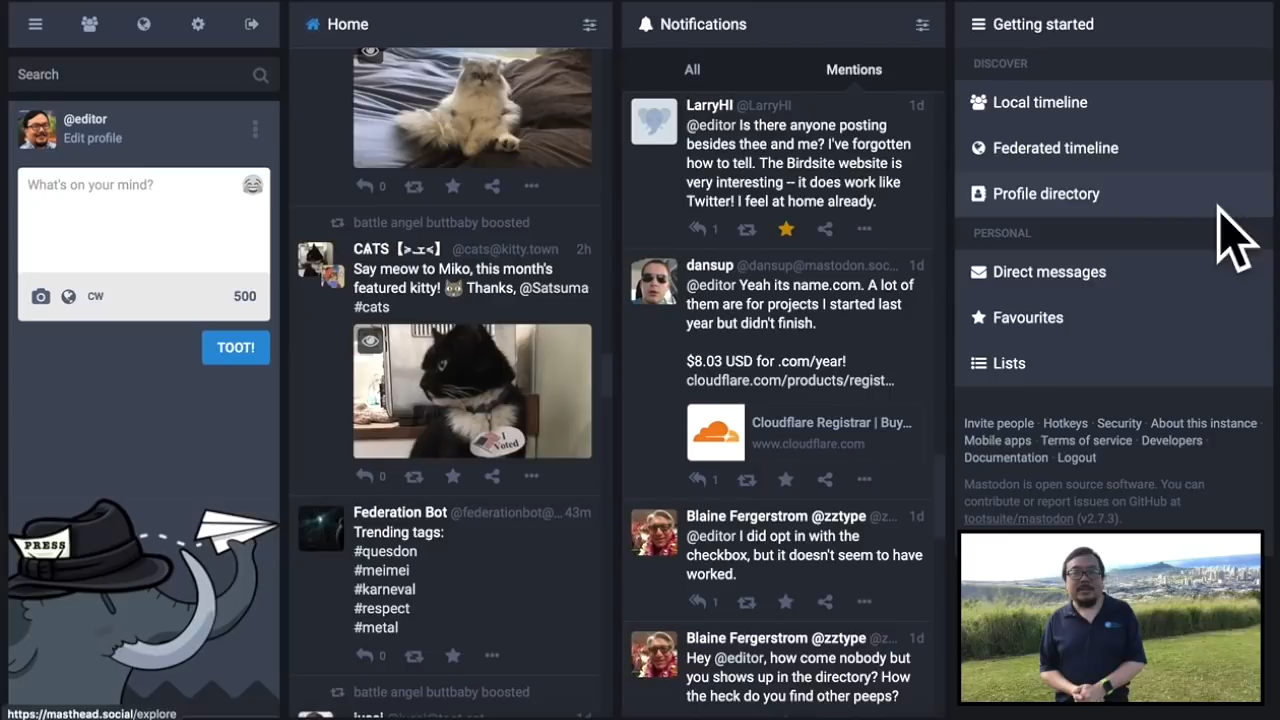 Search
@editor
Edit profile
What's on your mind?
CW
500
TOOT!
PRESS
https://masthead.social/explore
Home
0
battle angel buttbaby boosted
CATS【>ܫ<】 @cats@kitty.town 2h
Say meow to Miko, this month's
featured kitty! 😺 Thanks, @Satsuma
#cats
I
Voted
0
Federation Bot @federationbot@... 43m
Trending tags:
#quesdon
#meimei
#karneval
#respect
#metal
0
battle angel buttbaby boosted
Notifications
All
Mentions
LarryHI @LarryHI 1d
@editor Is there anyone posting
besides thee and me? I've forgotten
how to tell. The Birdsite website is
very interesting -- it does work like
Twitter! I feel at home already.
1
dansup @dansup@mastodon.soc... 1d
@editor Yeah its name.com. A lot of
them are for projects I started last
year but didn't finish.
$8.03 USD for .com/year!
cloudflare.com/products/regist...
Cloudflare Registrar | Buy...
www.cloudflare.com
1
Blaine Fergerstrom @zztype @z... 1d
@editor I did opt in with the
checkbox, but it doesn't seem to have
worked.
1
Blaine Fergerstrom @zztype @z... 1d
Hey @editor, how come nobody but
you shows up in the directory? How
the heck do you find other peeps?
Getting started
DISCOVER
Local timeline
Federated timeline
Profile directory
PERSONAL
Direct messages
Favourites
Lists
Invite people · Hotkeys · Security · About this instance ·
Mobile apps · Terms of service · Developers ·
Documentation · Logout
Mastodon is open source software. You can
contribute or report issues on GitHub at
tootsuite/mastodon (v2.7.3).